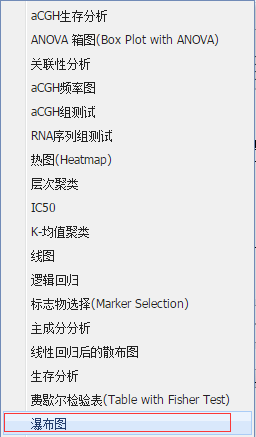 aCGH生存分析
ANOVA 箱图(Box Plot with ANOVA)
关联性分析
aCGH频率图
aCGH组测试
RNA序列组测试
热图(Heatmap)
层次聚类
IC50
K-均值聚类
线图
逻辑回归
标志物选择(Marker Selection)
主成分分析
线性回归后的散布图
生存分析
费歇尔检验表(Table with Fisher Test)
瀑布图